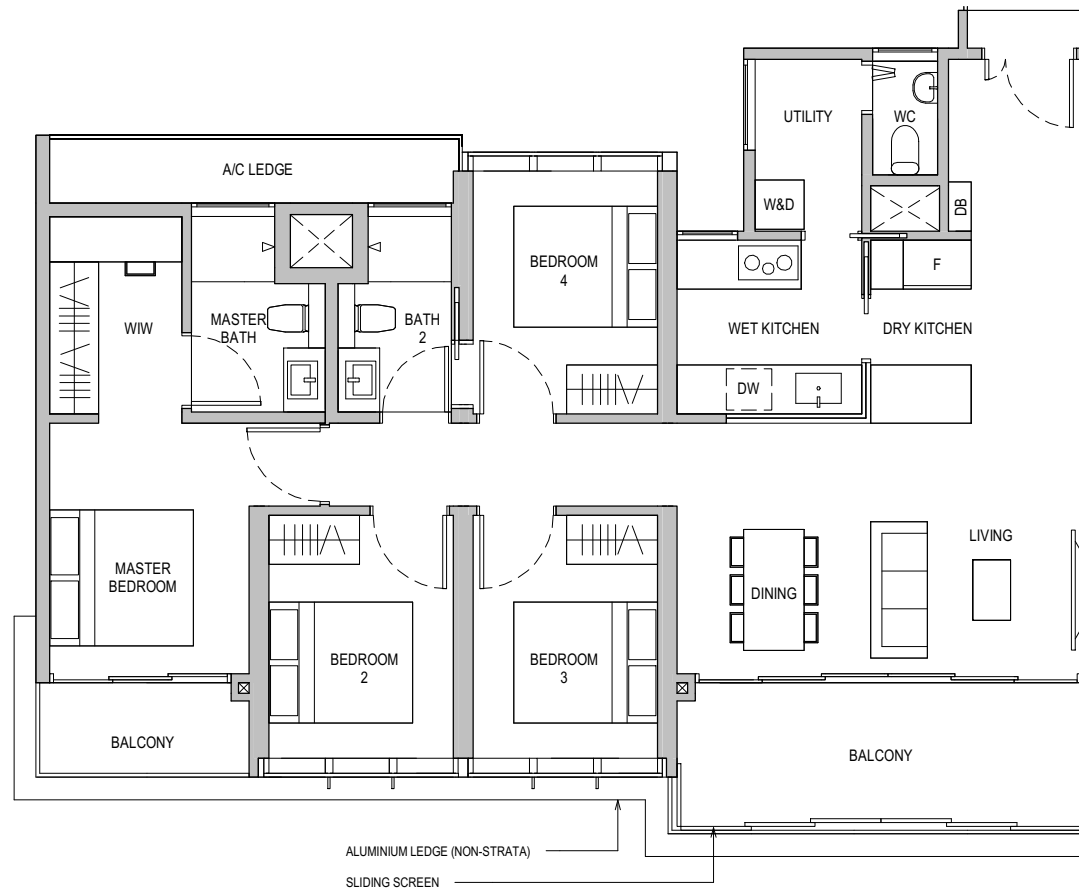 UTILITY
WC
A/C LEDGE
W&D
DB
BEDROOM
4
F
WIW
MASTER
BATH
BATH
2
WET KITCHEN
DRY KITCHEN
DW
LIVING
MASTER
BEDROOM
DINING
BEDROOM
2
BEDROOM
3
BALCONY
BALCONY
ALUMINIUM LEDGE (NON-STRATA)
SLIDING SCREEN